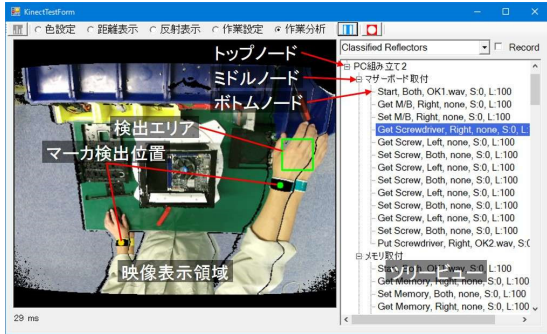 KinectTestForm
色設定 距離表示 反射表示 作業設定 作業分析
Classified Reflectors
Record
トップノード
ミドルノード
ボトムノード
検出エリア
マーカ検出位置
映像表示領域
PC組み立て2
マザーボード取付
Start, Both, OK1.wav, S:0, L:100
Get M/B, Right, none, S:0, L:100
Set M/B, Right, none, S:0, L:100
Get Screwdriver, Right, none, S:0, L:
Get Screw, Left, none, S:0, L:100
Set Screw, Both, none, S:0, L:100
Get Screw, Left, none, S:0, L:100
Set Screw, Both, none, S:0, L:100
Get Screw, Left, none, S:0, L:100
Set Screw, Both, none, S:0, L:100
Get Screw, Left, none, S:0, L:100
Set Screw, Both, none, S:0, L:100
Put Screwdriver, Right, OK2.wav, S:0
メモリ取付
Start, Both, OK1.wav, S:0, L:100
ツリービュー
Get Memory, Right, none, S:0, L:100
Set Memory, Both, none, S:0, L:100
Get Memory, Right, none, S:0, L:100
29 ms